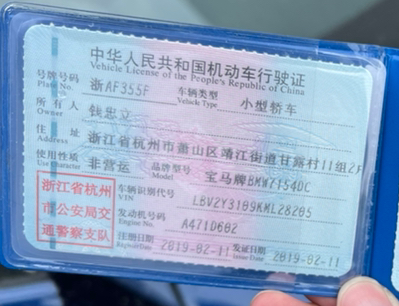 中华人民共和国机动车行驶证
Vehicle License of the People's Republic of China
号牌号码 浙AF355F 车辆类型 小型轿车
Vehicle Type
所有人 钱忠立
Owner
住址 浙江省杭州市萧山区靖江街道甘露村11组2户
Address
使用性质 非营运 品牌型号 宝马牌BMW7154DC
Use Character Model
浙江省杭州
市公安局交
通警察支队
车辆识别代号 LBV2Y3109KML28205
VIN
发动机号码 A471D602
Engine No.
注册日期 2019-02-11 发证日期 2019-02-11
Register Date Issue Date